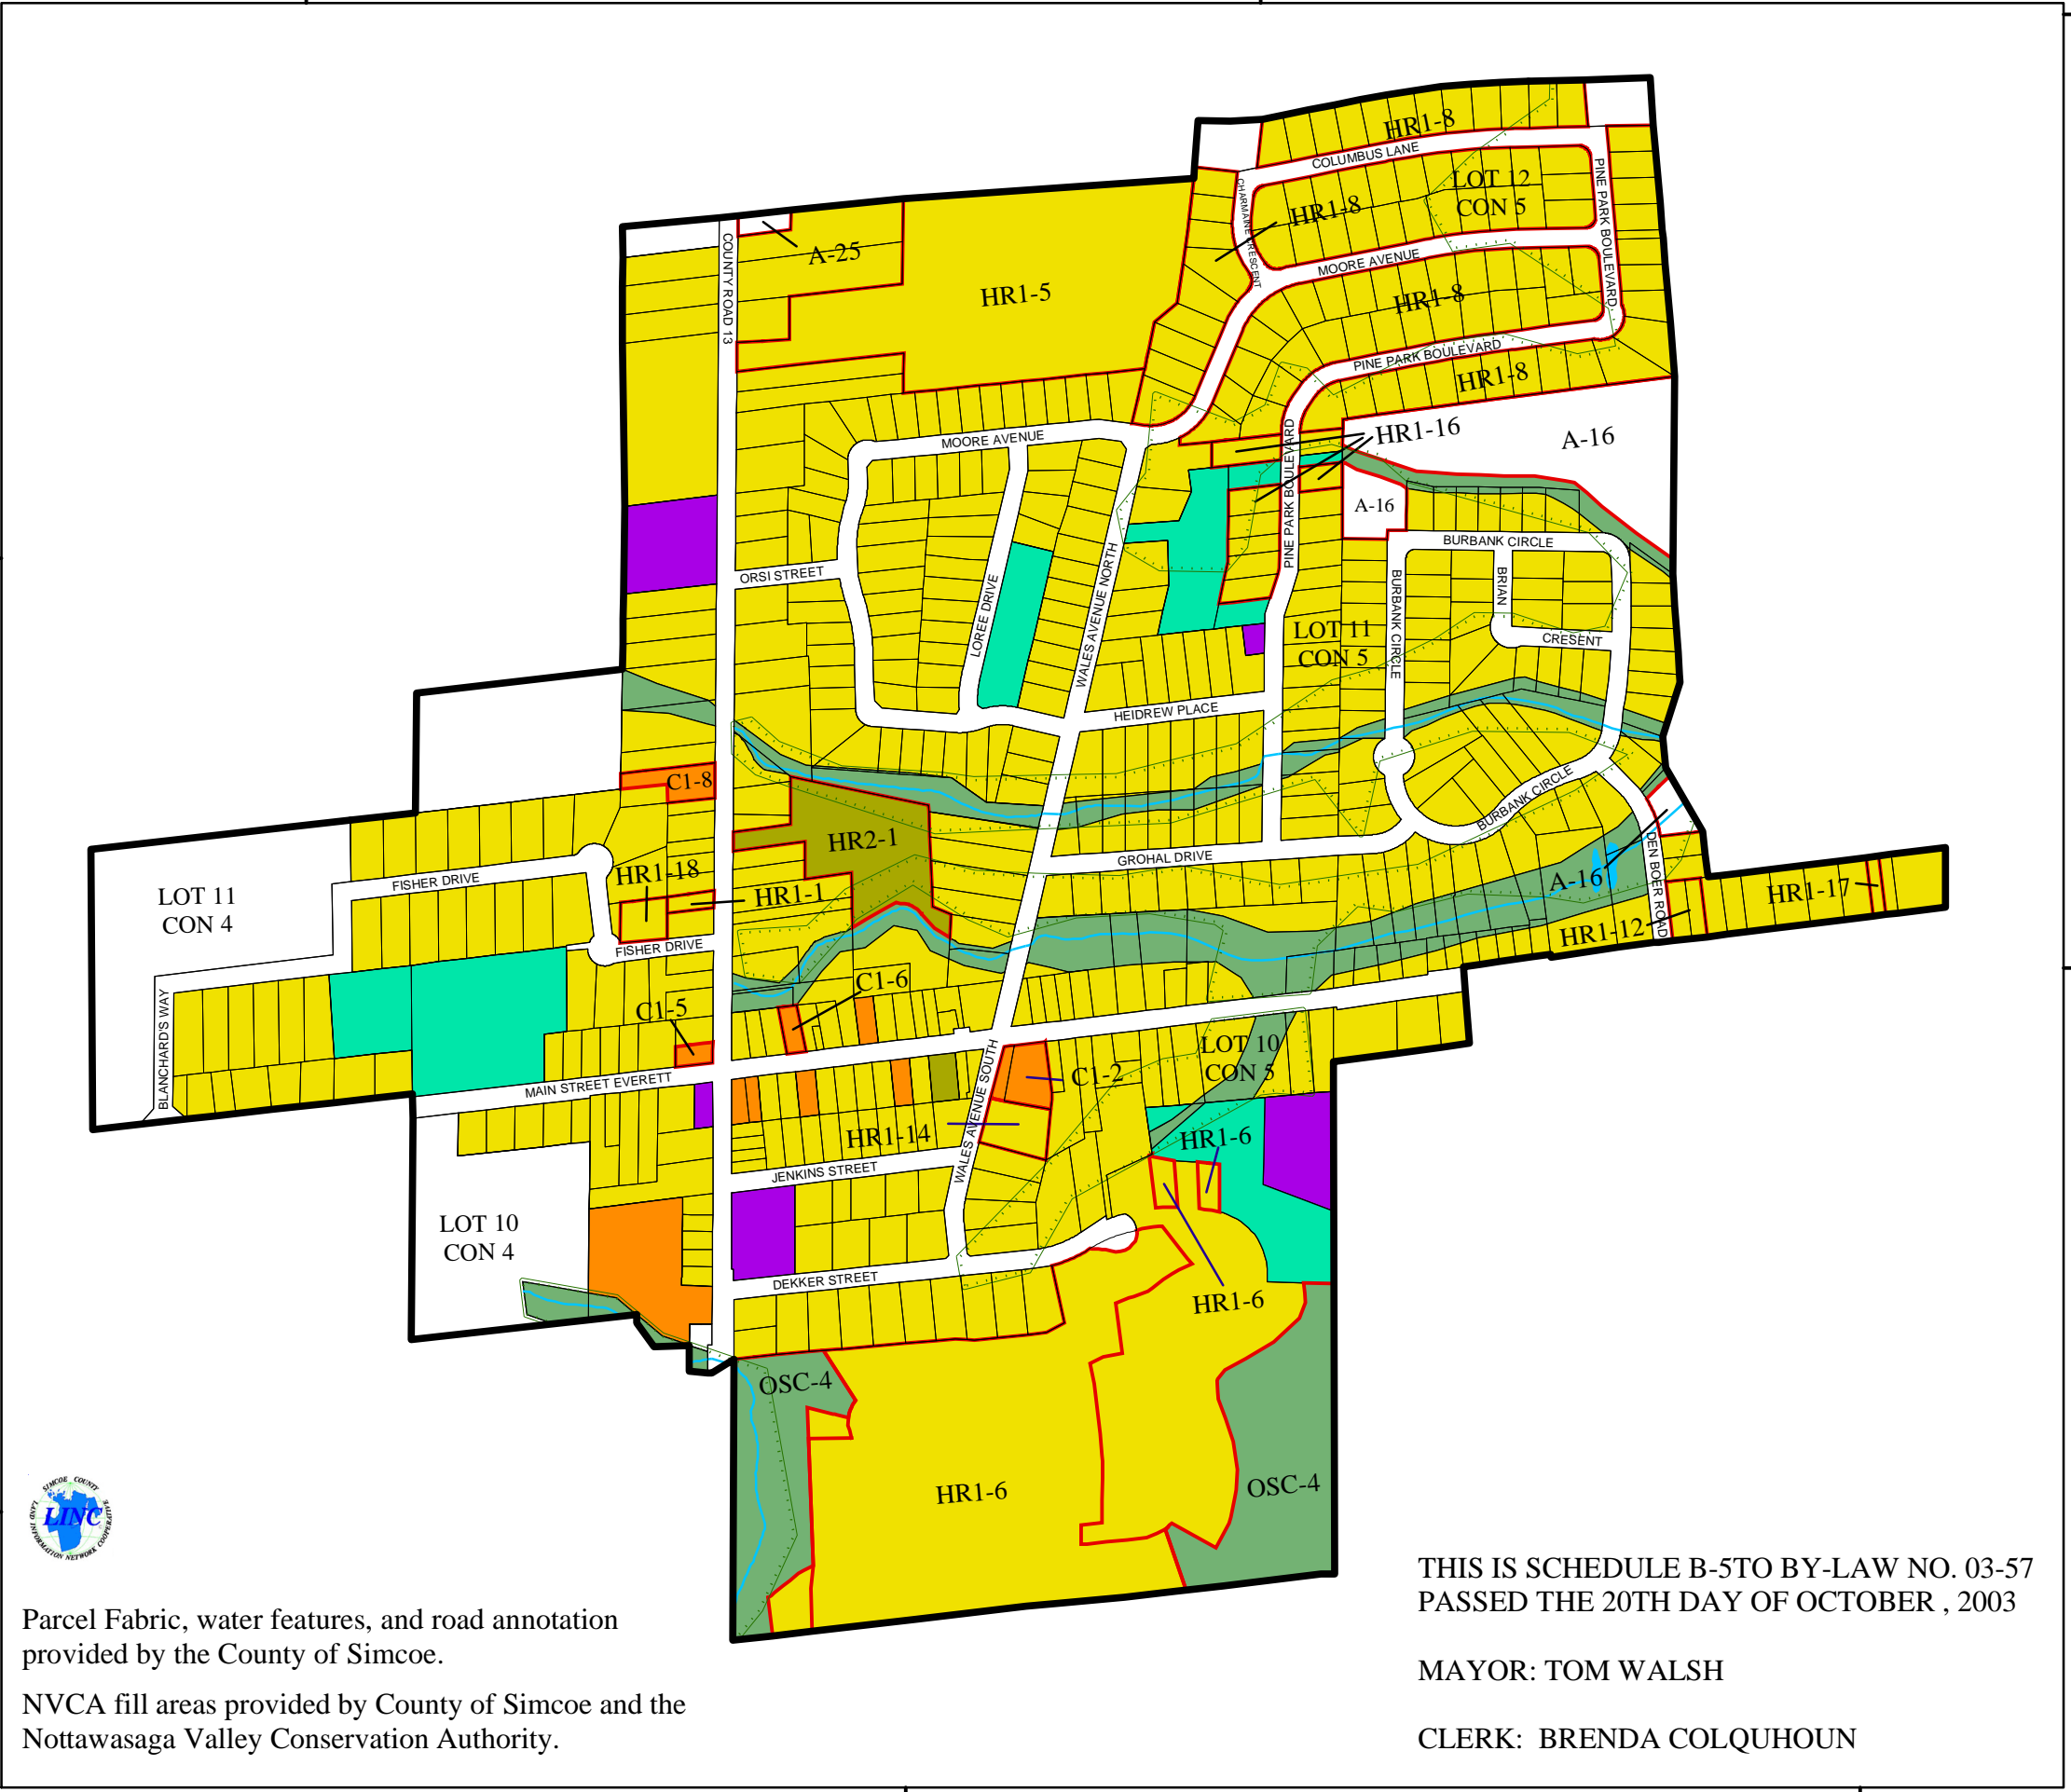 HR1-8
COLUMBUS LANE
LOT 12
CON 5
PINE PARK BOULEVARD
CHARMAINE CRESCENT
HR1-8
A-25
COUNTY ROAD 13
HR1-5
MOORE AVENUE
HR1-8
PINE PARK BOULEVARD
HR1-8
HR1-16
A-16
MOORE AVENUE
PINE PARK BOULEVARD
A-16
BURBANK CIRCLE
ORSI STREET
LOREE DRIVE
WALES AVENUE NORTH
BURBANK CIRCLE
BRIAN
CRESENT
LOT 11
CON 5
HEIDREW PLACE
C1-8
BURBANK CIRCLE
HR2-1
GROHAL DRIVE
DEN BOER ROAD
A-16
HR1-17
HR1-12
LOT 11
CON 4
FISHER DRIVE
HR1-18
HR1-1
FISHER DRIVE
C1-6
C1-5
BLANCHARD'S WAY
MAIN STREET EVERETT
WALES AVENUE SOUTH
C1-2
LOT 10
CON 5
HR1-14
HR1-6
JENKINS STREET
LOT 10
CON 4
DEKKER STREET
HR1-6
OSC-4
HR1-6
OSC-4
SIMCOE COUNTY
LINC
LAND INFORMATION NETWORK COOPERATIVE
Parcel Fabric, water features, and road annotation
provided by the County of Simcoe.
NVCA fill areas provided by County of Simcoe and the
Nottawasaga Valley Conservation Authority.
THIS IS SCHEDULE B-5TO BY-LAW NO. 03-57
PASSED THE 20TH DAY OF OCTOBER , 2003
MAYOR: TOM WALSH
CLERK: BRENDA COLQUHOUN